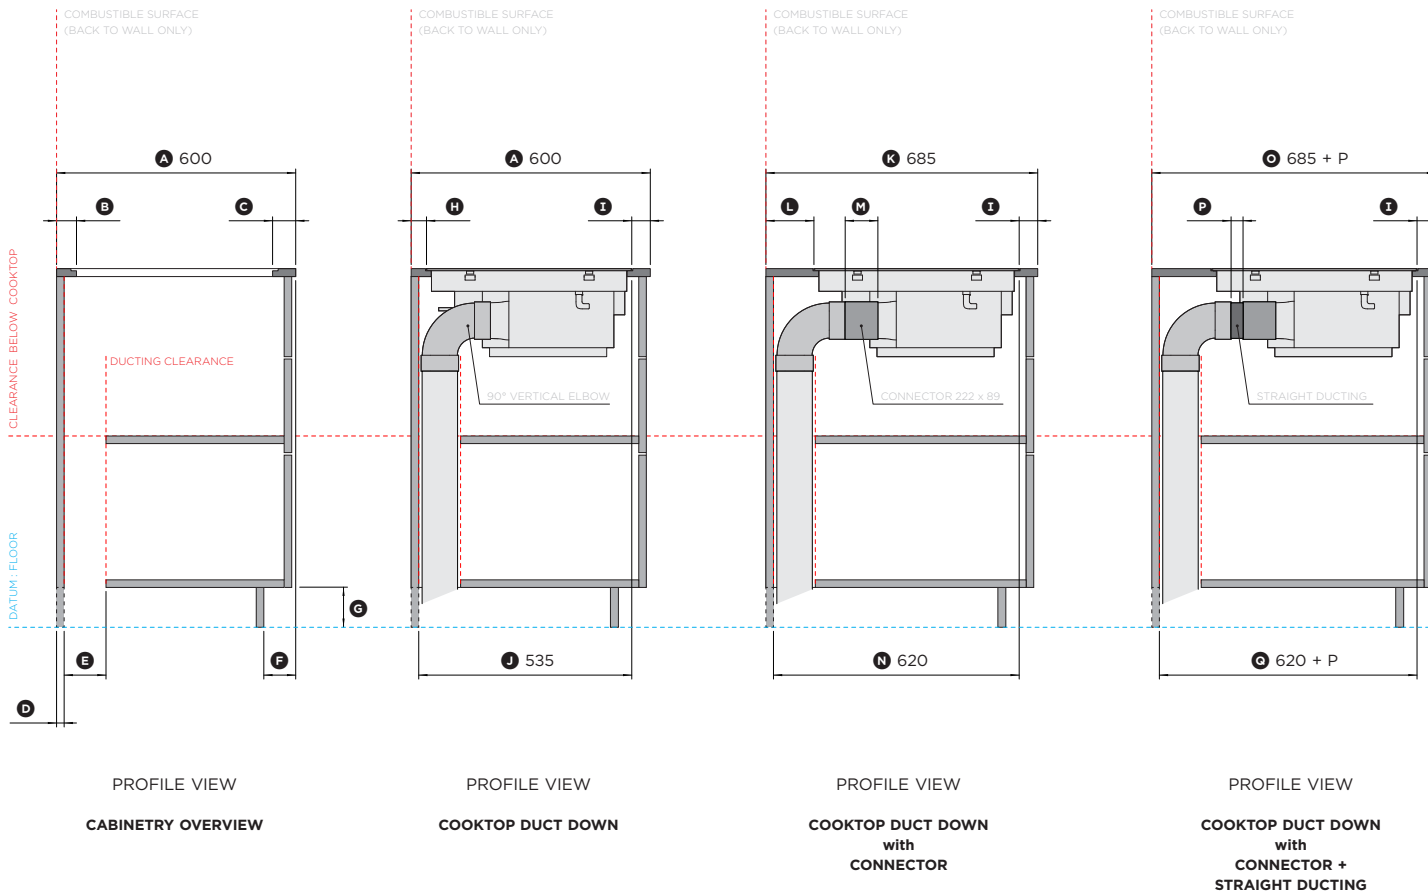 COMBUSTIBLE SURFACE
(BACK TO WALL ONLY)
COMBUSTIBLE SURFACE
(BACK TO WALL ONLY)
COMBUSTIBLE SURFACE
(BACK TO WALL ONLY)
COMBUSTIBLE SURFACE
(BACK TO WALL ONLY)
A 600
A 600
K 685
O 685 + P
B
C
H
I
L
M
I
P
I
CLEARANCE BELOW COOKTOP
DUCTING CLEARANCE
90° VERTICAL ELBOW
CONNECTOR 222 x 89
STRAIGHT DUCTING
DATUM: FLOOR
G
E
F
J 535
N 620
Q 620 + P
D
PROFILE VIEW
CABINETRY OVERVIEW
PROFILE VIEW
COOKTOP DUCT DOWN
PROFILE VIEW
COOKTOP DUCT DOWN
with
CONNECTOR
PROFILE VIEW
COOKTOP DUCT DOWN
with
CONNECTOR +
STRAIGHT DUCTING